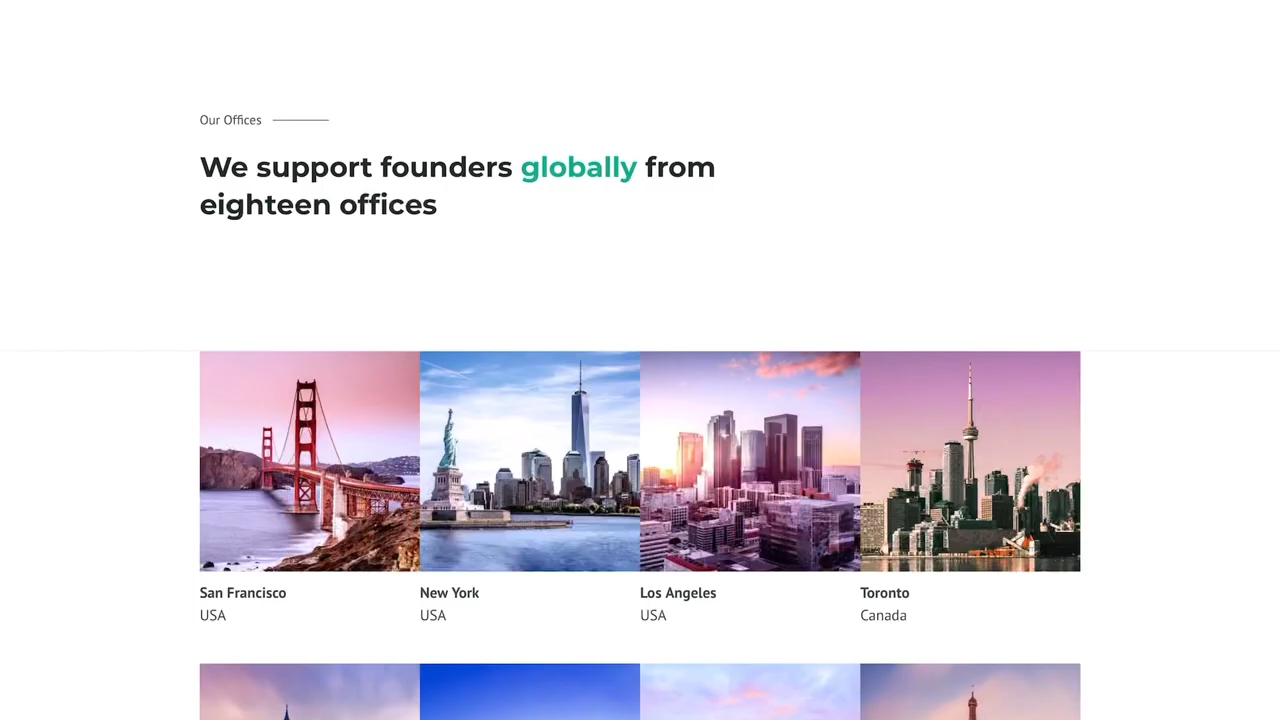 Our Offices
We support founders globally from
eighteen offices
San Francisco
USA
New York
USA
Los Angeles
USA
Toronto
Canada